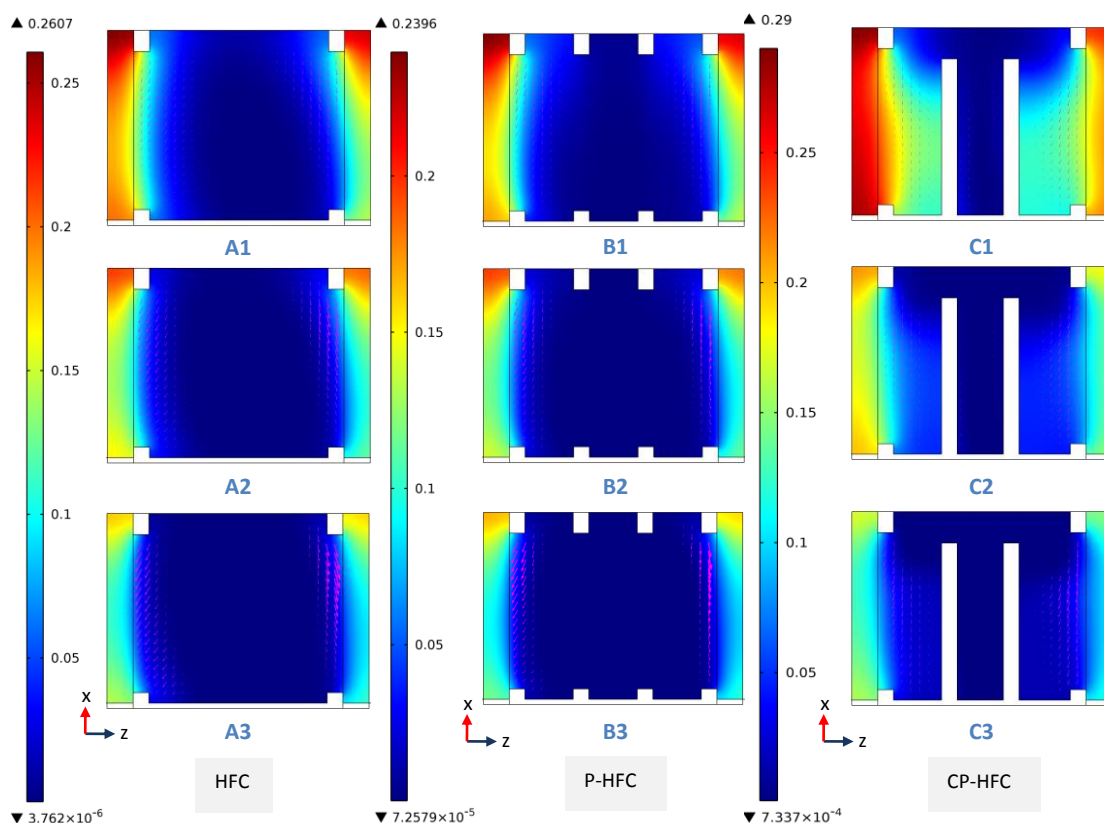 ▲ 0.2607
▲ 0.2396
▲ 0.29
0.25
0.2
0.15
0.1
0.05
▼ 3.762×10⁻⁶
0.2
0.15
0.1
0.05
▼ 7.2579×10⁻⁵
0.25
0.2
0.15
0.1
0.05
▼ 7.337×10⁻⁴
A1
B1
C1
A2
B2
C2
A3
B3
C3
X
Z
X
Z
X
Z
HFC
P-HFC
CP-HFC